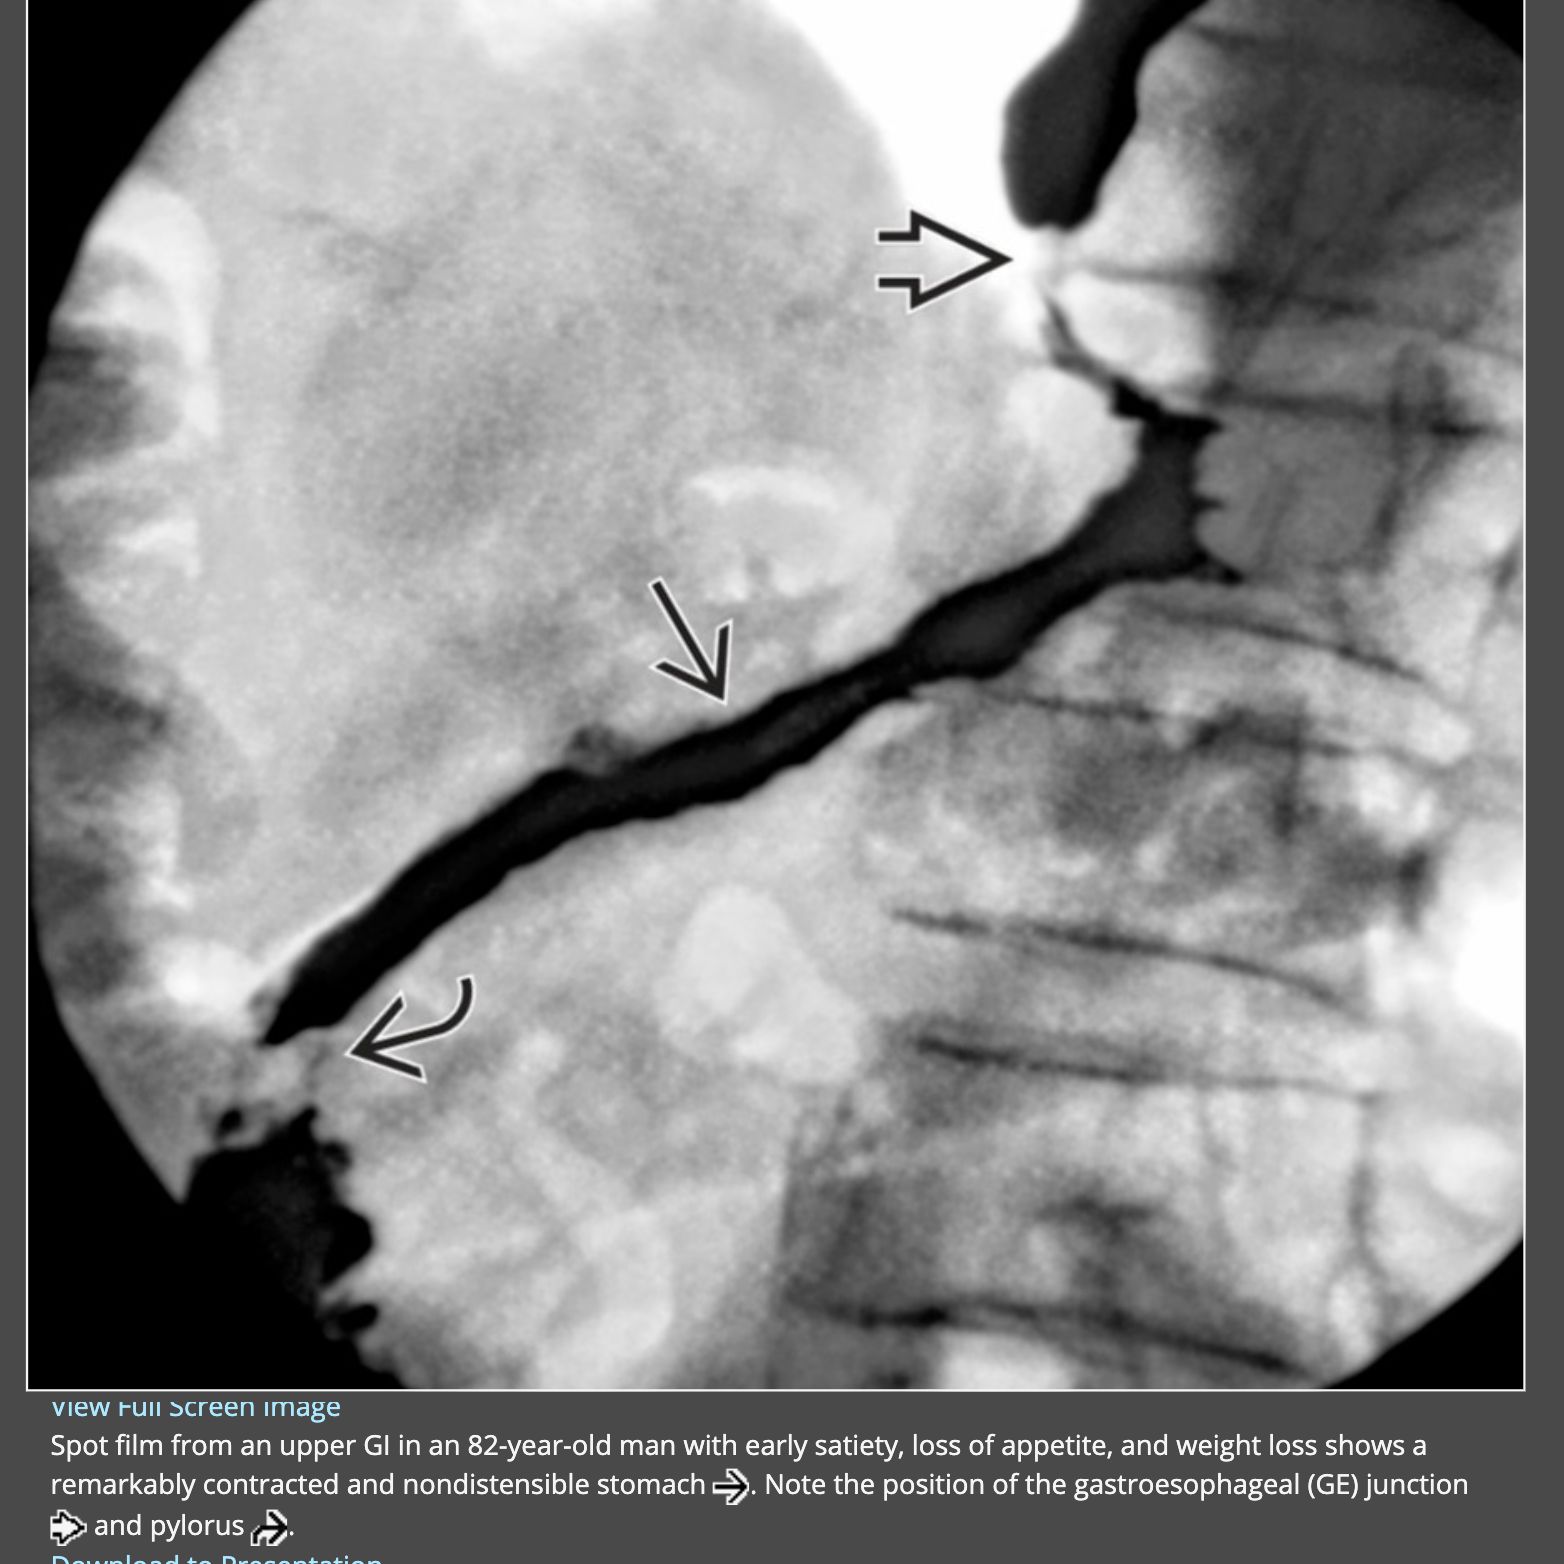 View Full Screen Image
Spot film from an upper GI in an 82-year-old man with early satiety, loss of appetite, and weight loss shows a
remarkably contracted and nondistensible stomach . Note the position of the gastroesophageal (GE) junction
and pylorus .
Download to Presentation